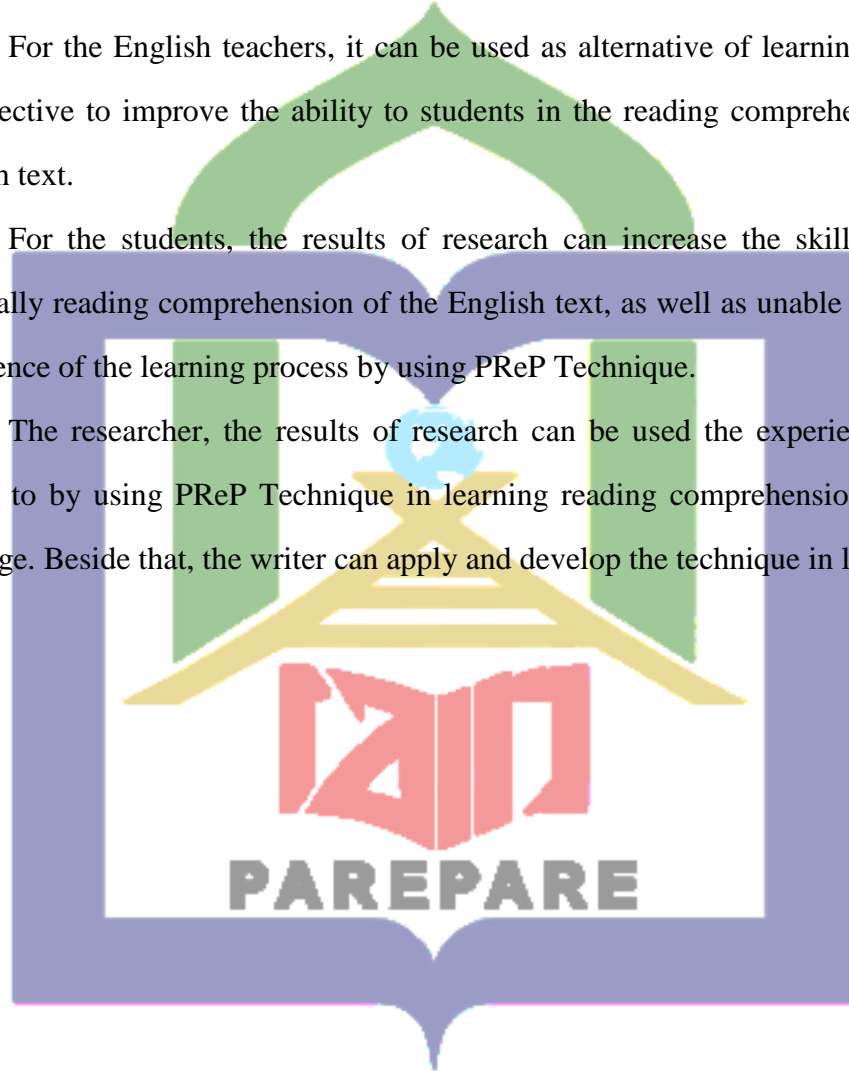 For the English teachers, it can be used as alternative of learning
ective to improve the ability to students in the reading comprehe
n text.
For the students, the results of research can increase the skill
ally reading comprehension of the English text, as well as unable
ence of the learning process by using PReP Technique.
The researcher, the results of research can be used the experie
to by using PReP Technique in learning reading comprehension
ge. Beside that, the writer can apply and develop the technique in l
iain
PAREPARE